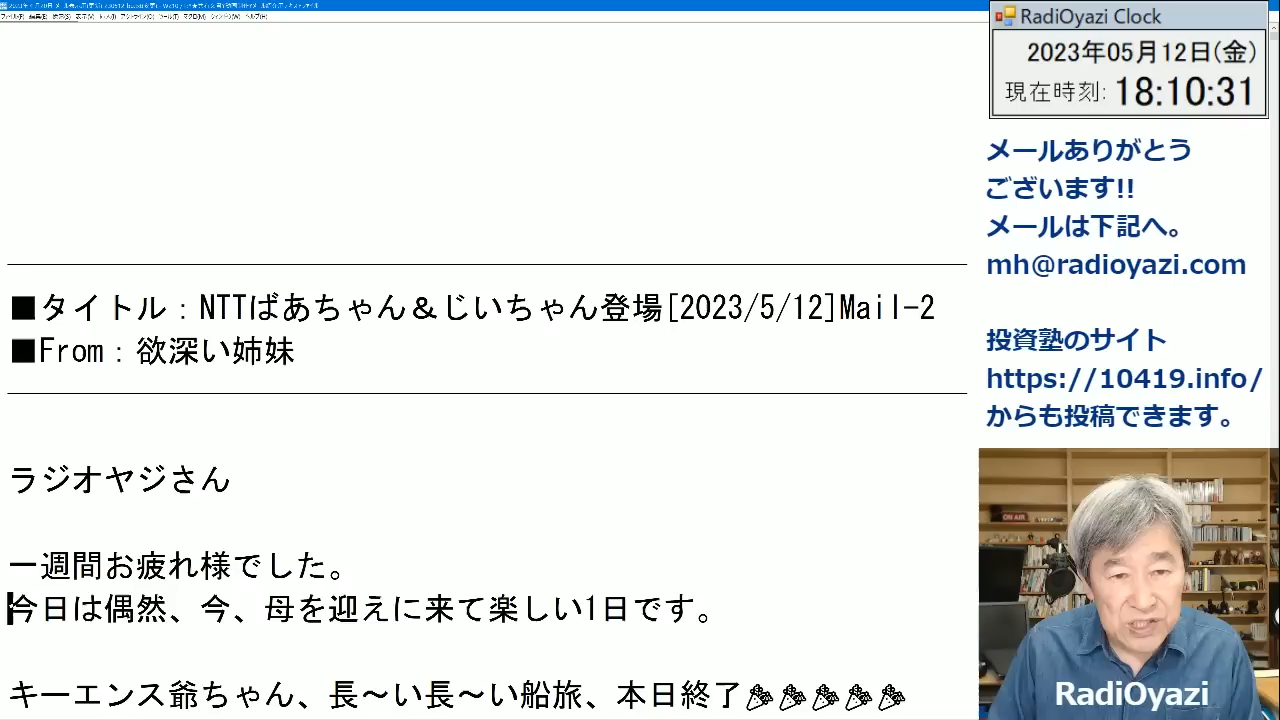 RadiOyazi Clock
2023年05月12日(金)
現在時刻: 18:10:31
メールありがとう
ございます!!
メールは下記へ。
mh@radioyazi.com
投資塾のサイト
https://10419.info/
からも投稿できます。
■タイトル：NTTばあちゃん＆じいちゃん登場[2023/5/12]Mail-2
■From：欲深い姉妹
ラジオヤジさん
一週間お疲れ様でした。
今日は偶然、今、母を迎えに来て楽しい1日です。
キーエンス爺ちゃん、長～い長～い船旅、本日終了🎉🎉🎉🎉🎉
ON AIR
RadiOyazi